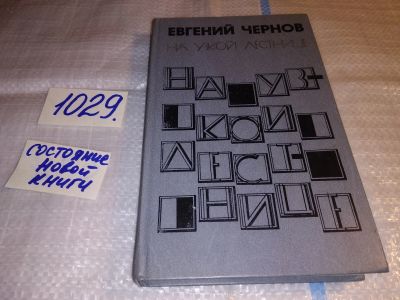 1029.
СОСТОЯНИЕ
НОВОЙ
КНИГИ
ЕВГЕНИЙ ЧЕРНОВ
НА УЗКОЙ ЛЕСТНИЦЕ
НА УЗ-
КОЙ
ЛЕСТ-
НИЦЕ